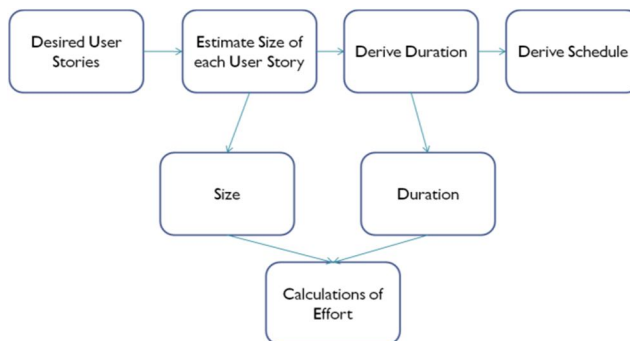 Desired User
Stories
Estimate Size of
each User Story
Derive Duration
Derive Schedule
Size
Duration
Calculations of
Effort